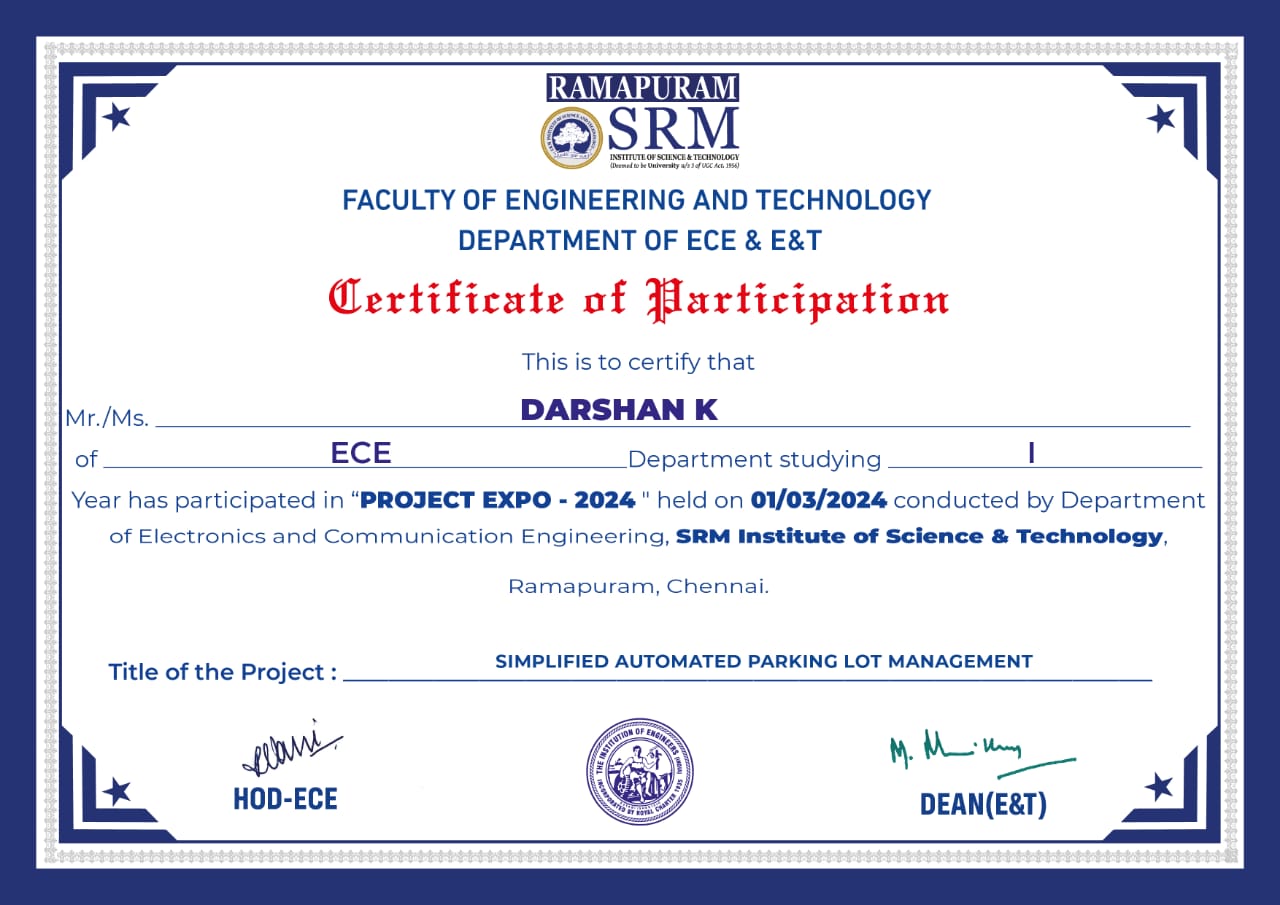 RAMAPURAM
SRM
INSTITUTE OF SCIENCE & TECHNOLOGY
(Deemed to be University u/s 3 of UGC Act, 1956)
FACULTY OF ENGINEERING AND TECHNOLOGY
DEPARTMENT OF ECE & E&T
Certificate of Participation
This is to certify that
Mr./Ms. DARSHAN K
of ECE Department studying I
Year has participated in “PROJECT EXPO - 2024 " held on 01/03/2024 conducted by Department
of Electronics and Communication Engineering, SRM Institute of Science & Technology,
Ramapuram, Chennai.
Title of the Project : SIMPLIFIED AUTOMATED PARKING LOT MANAGEMENT
HOD-ECE
THE INSTITUTION OF ENGINEERS (INDIA)
INCORPORATED BY ROYAL CHARTER 1935
M.
DEAN(E&T)